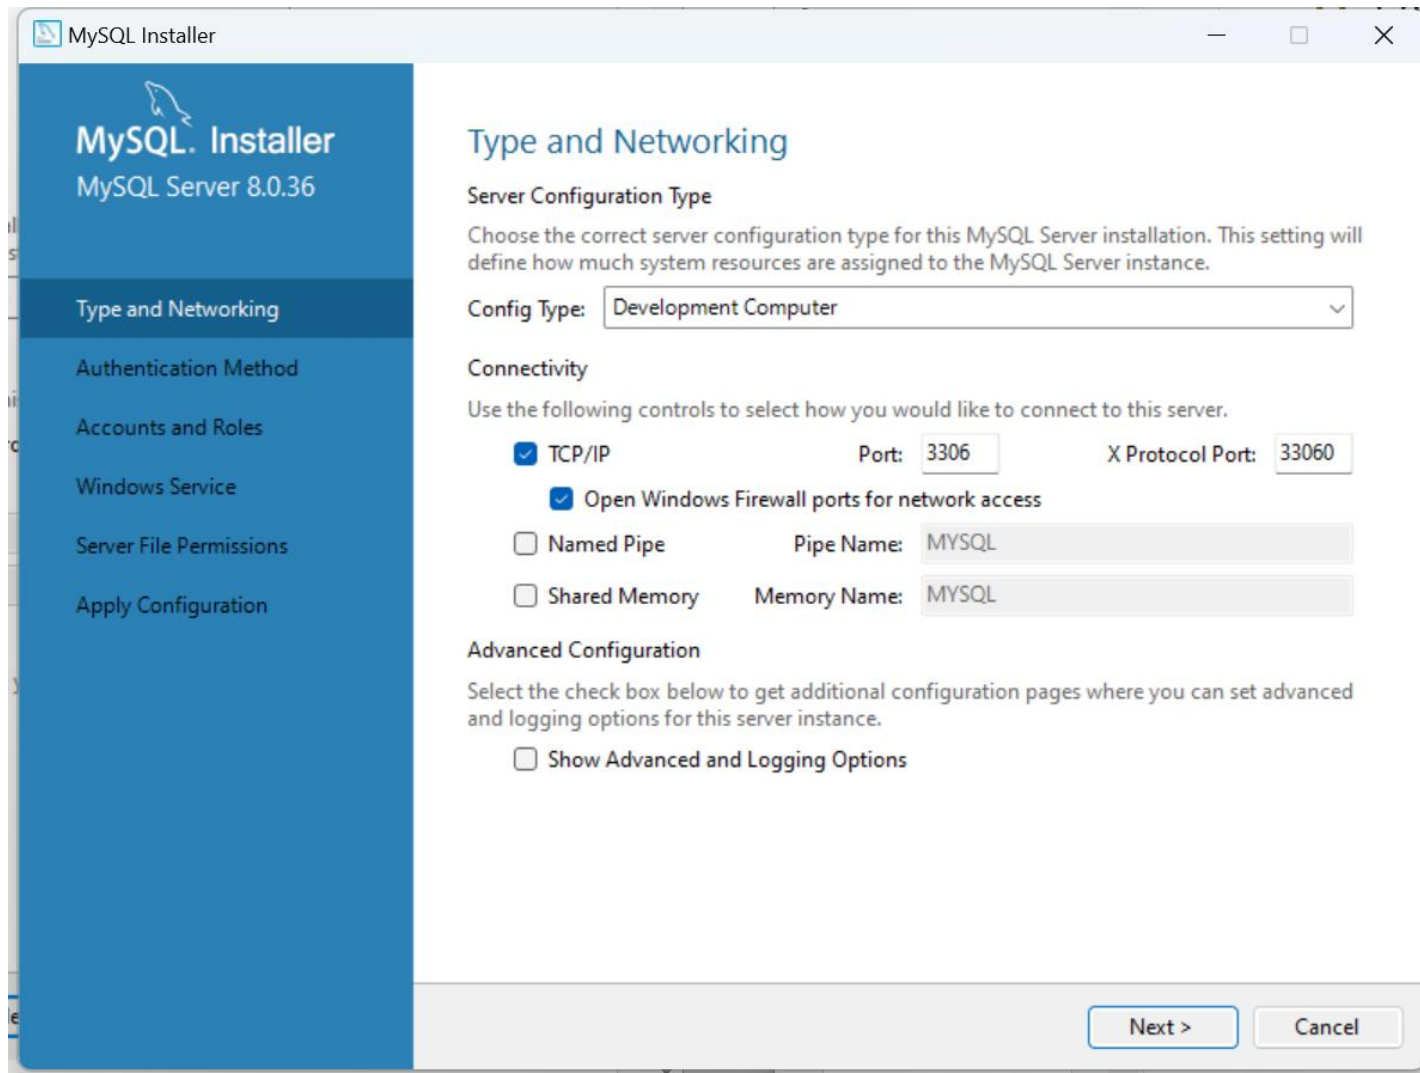 MySQL Installer
MySQL. Installer
MySQL Server 8.0.36
Type and Networking
Authentication Method
Accounts and Roles
Windows Service
Server File Permissions
Apply Configuration
Type and Networking
Server Configuration Type
Choose the correct server configuration type for this MySQL Server installation. This setting will
define how much system resources are assigned to the MySQL Server instance.
Config Type: Development Computer
Connectivity
Use the following controls to select how you would like to connect to this server.
TCP/IP Port: 3306 X Protocol Port: 33060
Open Windows Firewall ports for network access
Named Pipe Pipe Name: MYSQL
Shared Memory Memory Name: MYSQL
Advanced Configuration
Select the check box below to get additional configuration pages where you can set advanced
and logging options for this server instance.
Show Advanced and Logging Options
Next > Cancel